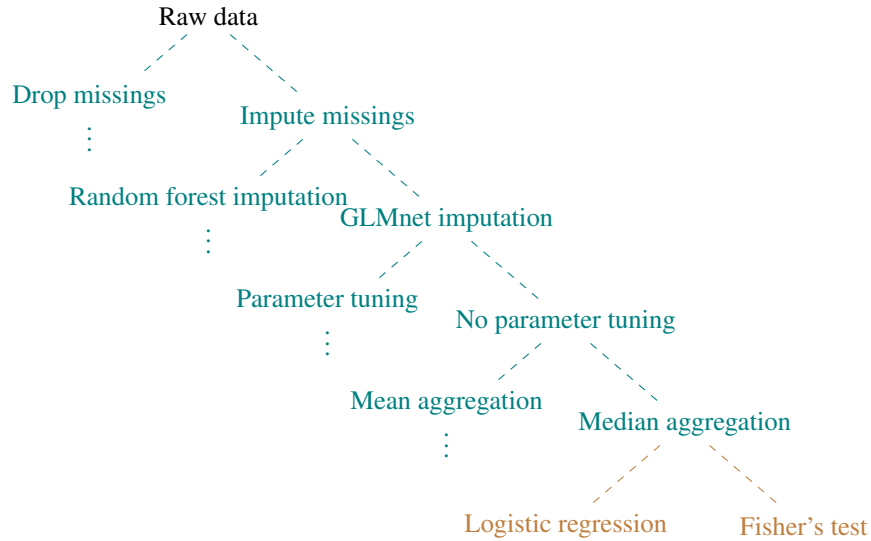 Raw data
Drop missings
Impute missings
Random forest imputation
GLMnet imputation
Parameter tuning
No parameter tuning
Mean aggregation
Median aggregation
Logistic regression
Fisher’s test